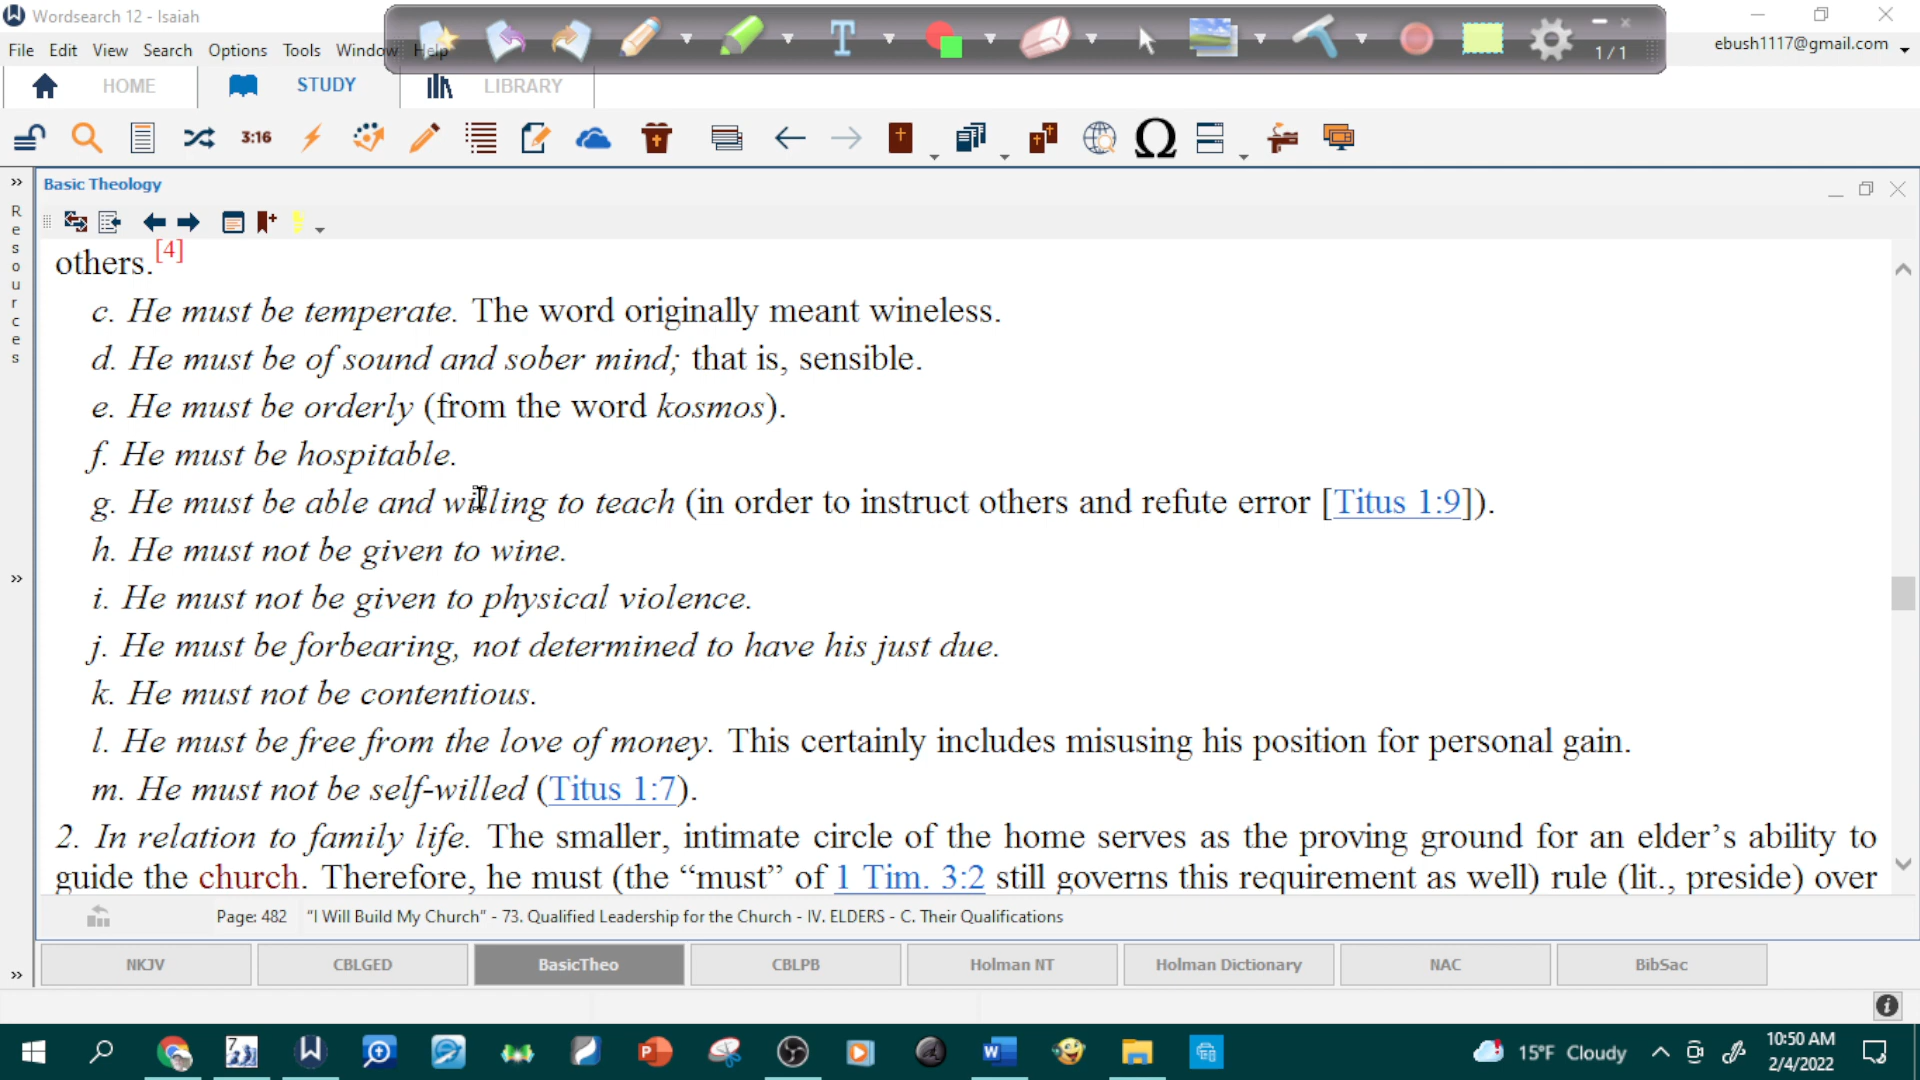 Wordsearch 12 - Isaiah
File Edit View Search Options Tools Window Help
1/1
ebush1117@gmail.com
HOME
STUDY
LIBRARY
3:16
Basic Theology
Resources
others.[4]
c. He must be temperate. The word originally meant wineless.
d. He must be of sound and sober mind; that is, sensible.
e. He must be orderly (from the word kosmos).
f. He must be hospitable.
g. He must be able and willing to teach (in order to instruct others and refute error [Titus 1:9]).
h. He must not be given to wine.
i. He must not be given to physical violence.
j. He must be forbearing, not determined to have his just due.
k. He must not be contentious.
l. He must be free from the love of money. This certainly includes misusing his position for personal gain.
m. He must not be self-willed (Titus 1:7).
2. In relation to family life. The smaller, intimate circle of the home serves as the proving ground for an elder’s ability to
guide the church. Therefore, he must (the “must” of 1 Tim. 3:2 still governs this requirement as well) rule (lit., preside) over
Page: 482 "I Will Build My Church" - 73. Qualified Leadership for the Church - IV. ELDERS - C. Their Qualifications
NKJV CBLGED BasicTheo CBLPB Holman NT Holman Dictionary NAC BibSac
15°F Cloudy
10:50 AM
2/4/2022